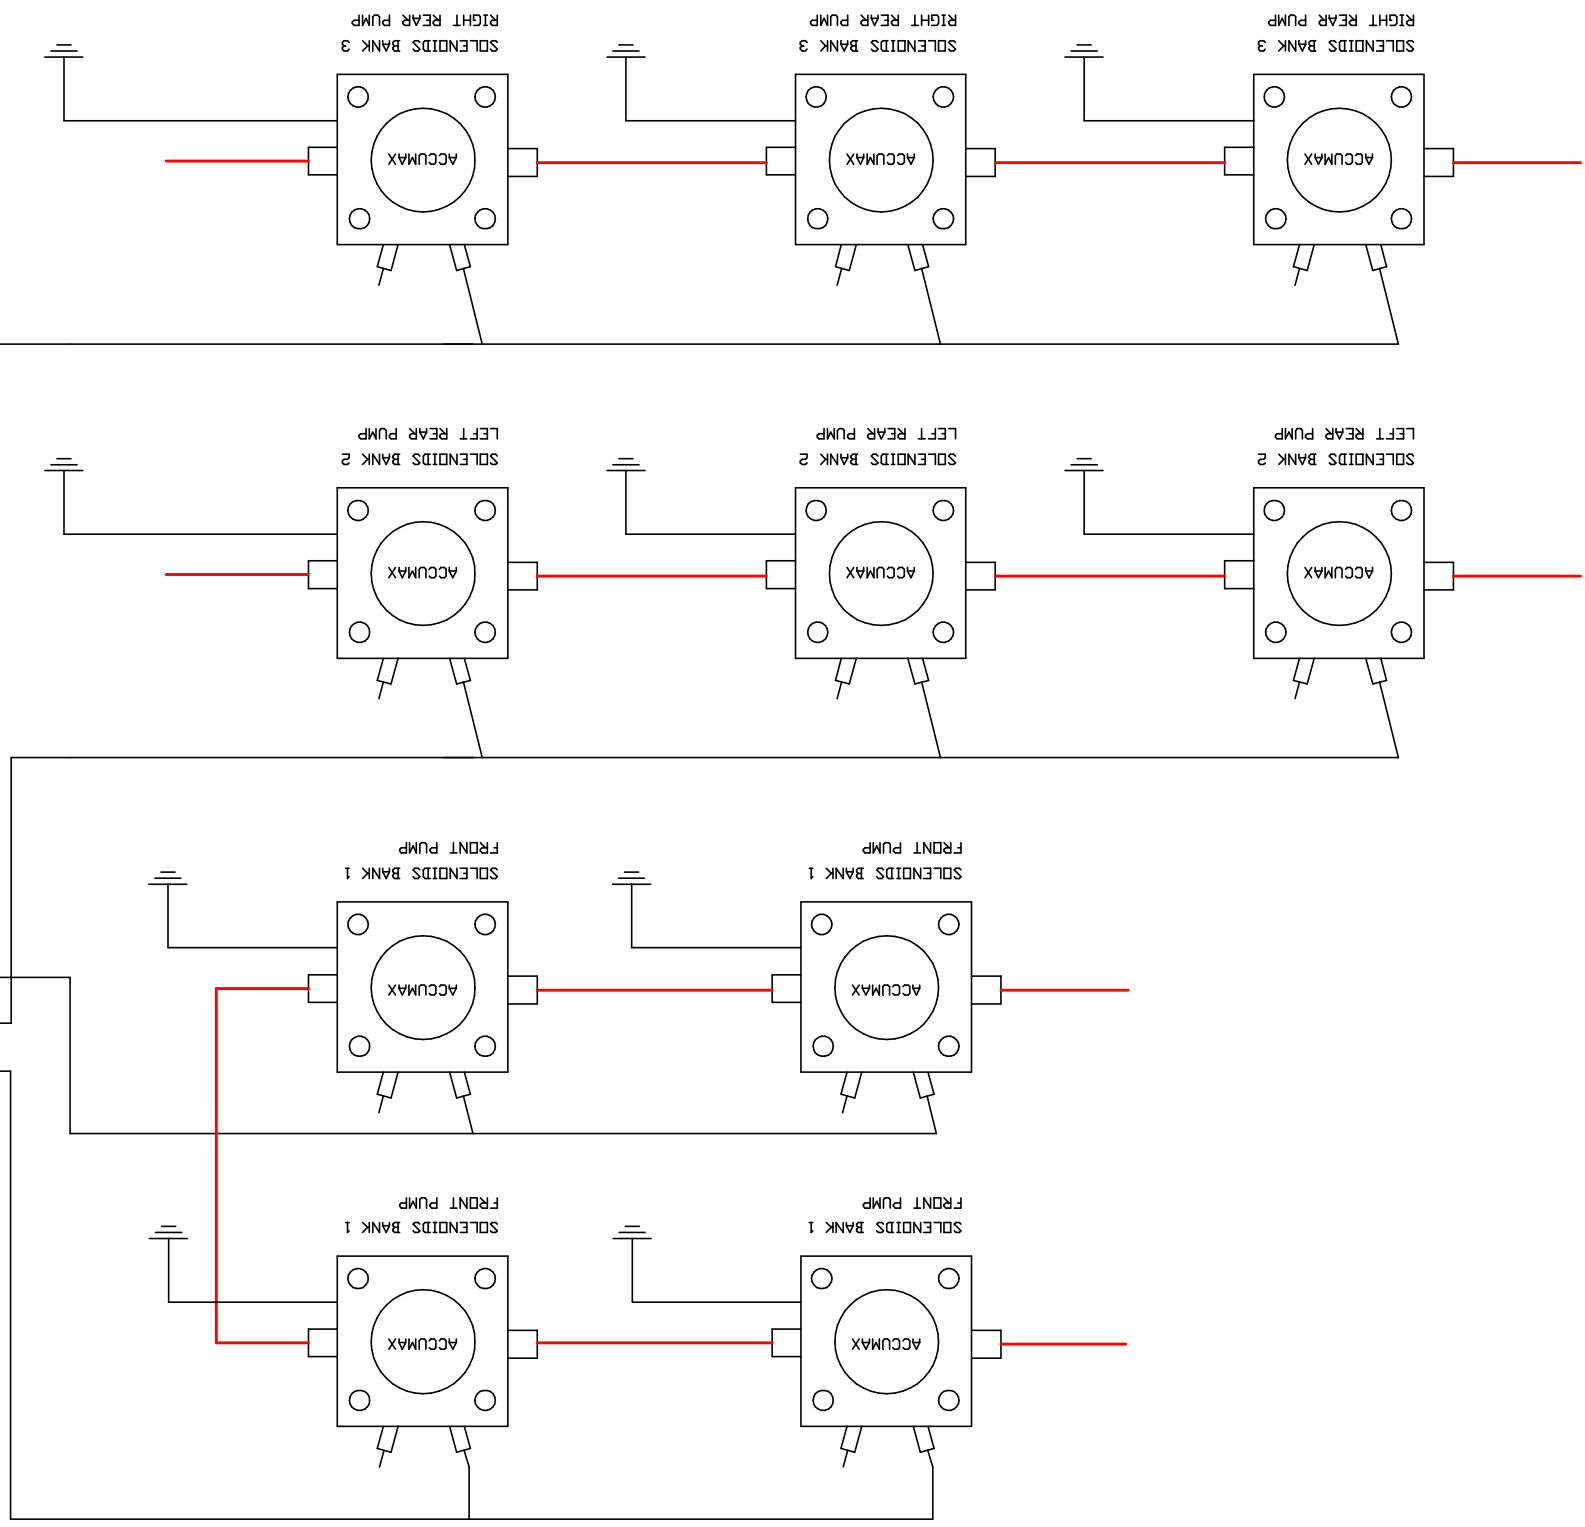 ACCUMAX
SOLENOIDS BANK 1
FRONT PUMP
ACCUMAX
SOLENOIDS BANK 1
FRONT PUMP
ACCUMAX
SOLENOIDS BANK 1
FRONT PUMP
ACCUMAX
SOLENOIDS BANK 1
FRONT PUMP
ACCUMAX
SOLENOIDS BANK 2
LEFT REAR PUMP
ACCUMAX
SOLENOIDS BANK 2
LEFT REAR PUMP
ACCUMAX
SOLENOIDS BANK 2
LEFT REAR PUMP
ACCUMAX
SOLENOIDS BANK 3
RIGHT REAR PUMP
ACCUMAX
SOLENOIDS BANK 3
RIGHT REAR PUMP
ACCUMAX
SOLENOIDS BANK 3
RIGHT REAR PUMP